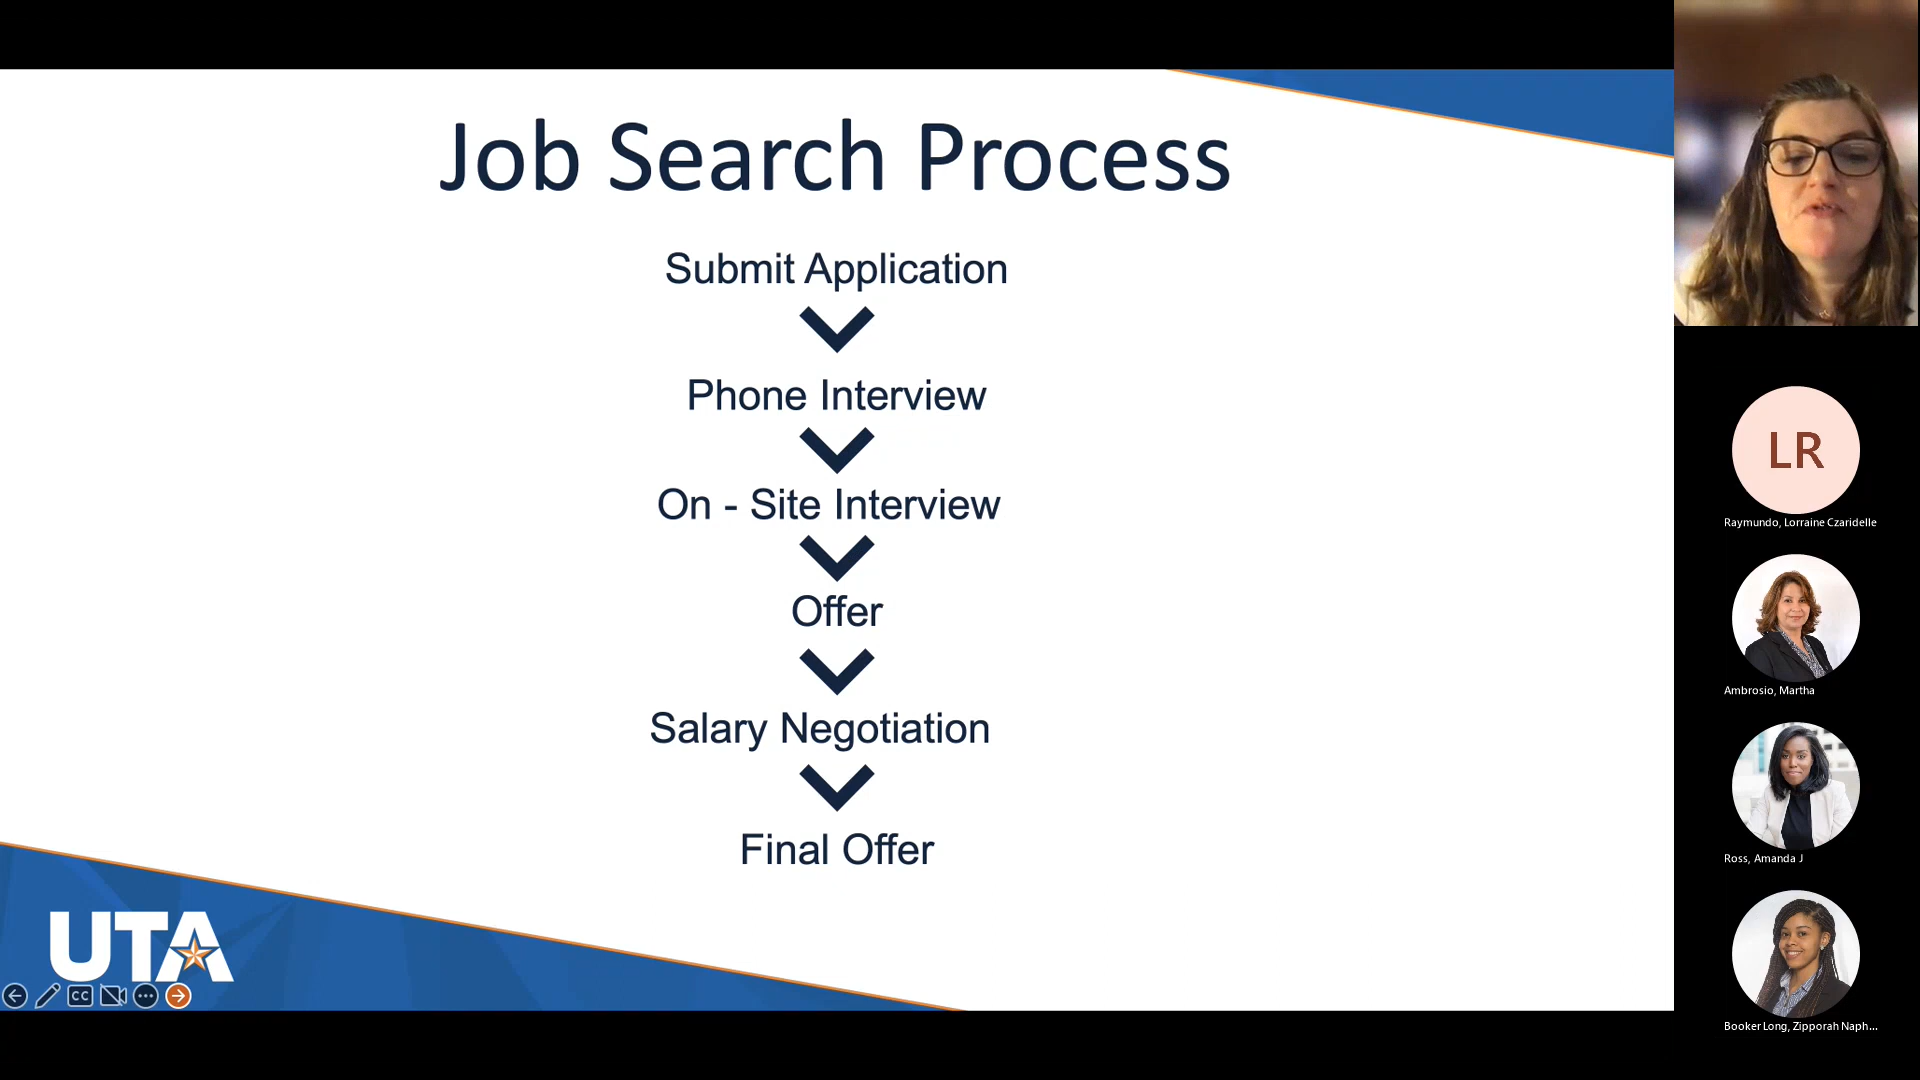 Job Search Process
Submit Application
Phone Interview
On - Site Interview
Offer
Salary Negotiation
Final Offer
UTA
CC
LR
Raymundo, Lorraine Czaridelle
Ambrosio, Martha
Ross, Amanda J
Booker Long, Zipporah Naph...